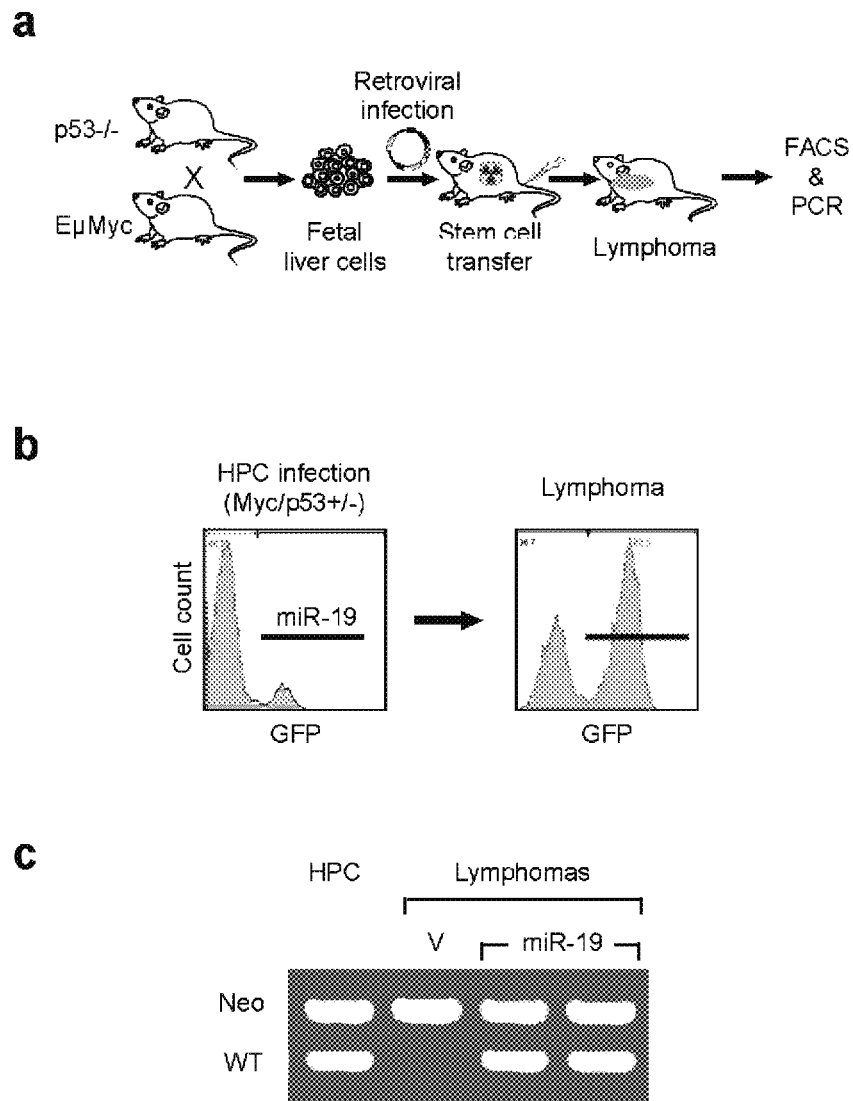 a
Retroviral
infection
p53-/-
X
EµMyc
Fetal
liver cells
Stem cell
transfer
Lymphoma
FACS
&
PCR
b
HPC infection
(Myc/p53+/-)
Lymphoma
Cell count
miR-19
GFP
GFP
c
HPC
Lymphomas
V
miR-19
Neo
WT